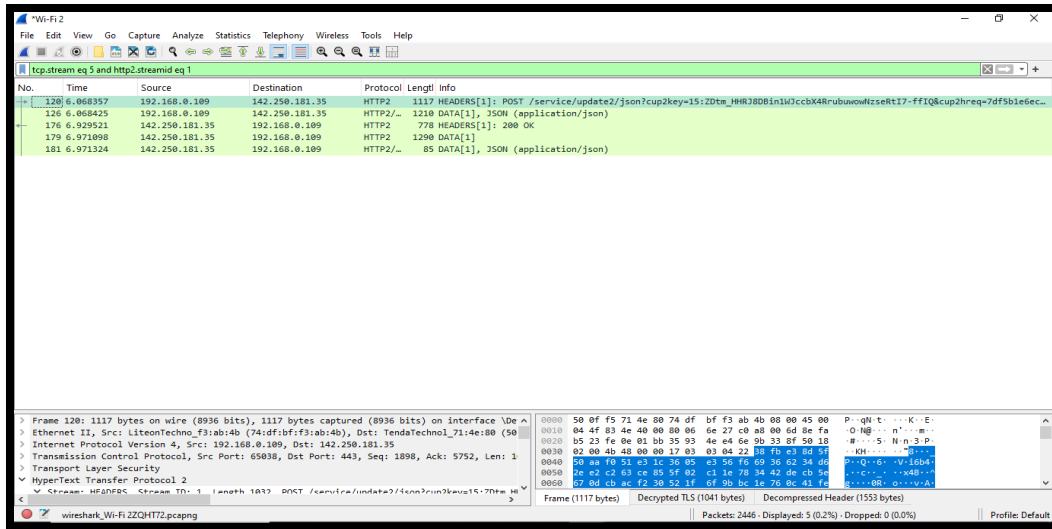 *Wi-Fi 2
File Edit View Go Capture Analyze Statistics Telephony Wireless Tools Help
tcp.stream eq 5 and http2.streamid eq 1
No. Time Source Destination Protocol Lengtl Info
120 6.068357 192.168.0.109 142.250.181.35 HTTP2 1117 HEADERS[1]: POST /service/update2/json?cup2key=15:ZDtm_HHRJ8DBin1WJccbX4RrubuwowNzseRtI7-ffIQ&cup2hreq=7df5b1e6ec...
126 6.068425 192.168.0.109 142.250.181.35 HTTP2/... 1210 DATA[1], JSON (application/json)
176 6.929521 142.250.181.35 192.168.0.109 HTTP2 778 HEADERS[1]: 200 OK
179 6.971098 142.250.181.35 192.168.0.109 HTTP2 1290 DATA[1]
181 6.971324 142.250.181.35 192.168.0.109 HTTP2/... 85 DATA[1], JSON (application/json)
Frame 120: 1117 bytes on wire (8936 bits), 1117 bytes captured (8936 bits) on interface \De
Ethernet II, Src: LiteonTechno_f3:ab:4b (74:df:bf:f3:ab:4b), Dst: TendaTechnol_71:4e:80 (50
Internet Protocol Version 4, Src: 192.168.0.109, Dst: 142.250.181.35
Transmission Control Protocol, Src Port: 65038, Dst Port: 443, Seq: 1898, Ack: 5752, Len: 1
Transport Layer Security
HyperText Transfer Protocol 2
Stream: HEADERS, Stream ID: 1, Length 1032, POST /service/update2/json?cup2key=15:ZDtm_H
0000 50 0f f5 71 4e 80 74 df bf f3 ab 4b 08 00 45 00 P··qN·t· ···K··E·
0010 04 4f 83 4e 40 00 80 06 6e 27 c0 a8 00 6d 8e fa ·O·N@··· n'···m··
0020 b5 23 fe 0e 01 bb 35 93 4e e4 6e 9b 33 8f 50 18 ·#····5· N·n·3·P·
0030 02 00 4b 48 00 00 17 03 03 04 22 38 fb e3 8d 5f ··KH···· ··"8···_
0040 50 aa f0 51 e3 1c 36 05 e3 56 f6 69 36 62 34 d6 P··Q··6· ·V·i6b4·
0050 2e e2 c2 63 ce 85 5f 02 c1 1e 78 34 42 de cb 5e .··c··_· ··x4B··^
0060 67 0d cb ac f2 30 52 1f 6f 9b bc 1e 76 0c 41 fe g····0R· o···v·A·
Frame (1117 bytes) Decrypted TLS (1041 bytes) Decompressed Header (1553 bytes)
wireshark_Wi-Fi 2ZQHT72.pcapng Packets: 2446 · Displayed: 5 (0.2%) · Dropped: 0 (0.0%) Profile: Default